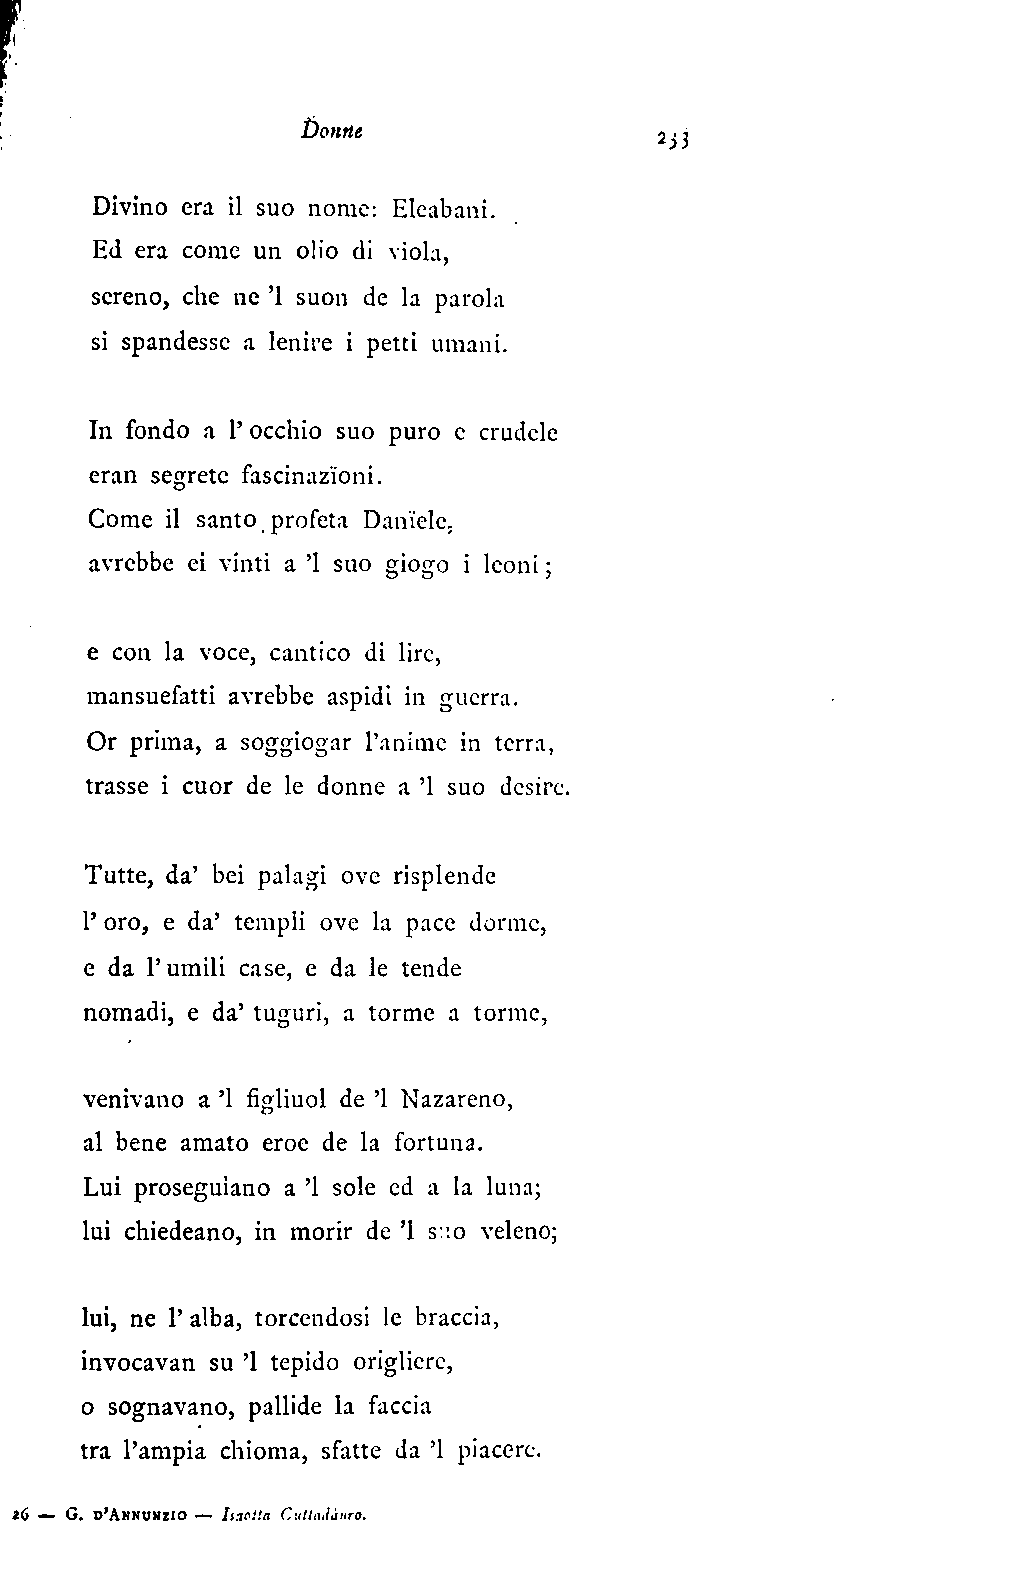 Donne 233
Divino era il suo nome: Eleabani.
Ed era come un olio di viola,
sereno, che ne 'l suon de la parola
si spandesse a lenire i petti umani.
In fondo a l' occhio suo puro e crudele
eran segrete fascinazïoni.
Come il santo profeta Danïele,
avrebbe ei vinti a 'l suo giogo i leoni;
e con la voce, cantico di lire,
mansuefatti avrebbe aspidi in guerra.
Or prima, a soggiogar l'anime in terra,
trasse i cuor de le donne a 'l suo desire.
Tutte, da' bei palagi ove risplende
l' oro, e da' templi ove la pace dorme,
e da l' umili case, e da le tende
nomadi, e da' tuguri, a torme a torme,
venivano a 'l figliuol de 'l Nazareno,
al bene amato eroe de la fortuna.
Lui proseguiano a 'l sole ed a la luna;
lui chiedeano, in morir de 'l suo veleno;
lui, ne l' alba, torcendosi le braccia,
invocavan su 'l tepido origliere,
o sognavano, pallide la faccia
tra l'ampia chioma, sfatte da 'l piacere.
26 — G. D'ANNUNZIO — Isaotta Guttadàuro.